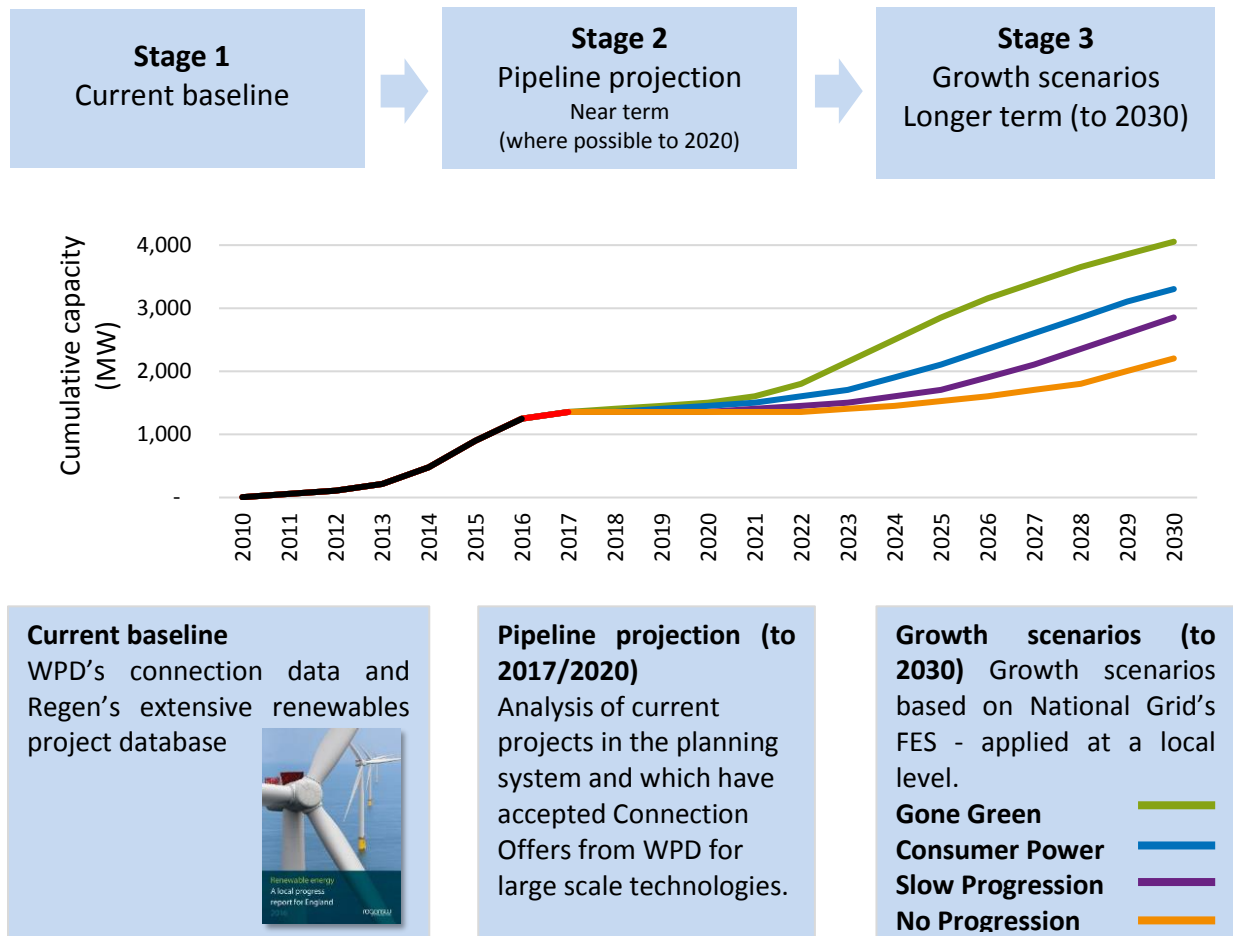 Stage 1
Current baseline
Stage 2
Pipeline projection
Near term
(where possible to 2020)
Stage 3
Growth scenarios
Longer term (to 2030)
Cumulative capacity
(MW)
4,000
3,000
2,000
1,000
-
2010
2011
2012
2013
2014
2015
2016
2017
2018
2019
2020
2021
2022
2023
2024
2025
2026
2027
2028
2029
2030
Current baseline
WPD's connection data and
Regen's extensive renewables
project database
Renewable energy
A local progress
report for England
2016
regensw
Pipeline projection (to
2017/2020)
Analysis of current
projects in the planning
system and which have
accepted Connection
Offers from WPD for
large scale technologies.
Growth scenarios (to
2030) Growth scenarios
based on National Grid's
FES - applied at a local
level.
Gone Green
Consumer Power
Slow Progression
No Progression